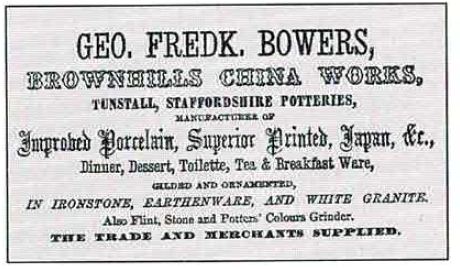 GEO. FREDK. BOWERS,
BROWNHILLS CHINA WORKS,
TUNSTALL, STAFFORDSHIRE POTTERIES,
MANUFACTURER OF
Improved Porcelain, Superior Printed, Japan, &c.,
Dinner, Dessert, Toilette, Tea & Breakfast Ware,
GILDED AND ORNAMENTED,
IN IRONSTONE, EARTHENWARE, AND WHITE GRANITE.
Also Flint, Stone and Potters' Colours Grinder.
THE TRADE AND MERCHANTS SUPPLIED.